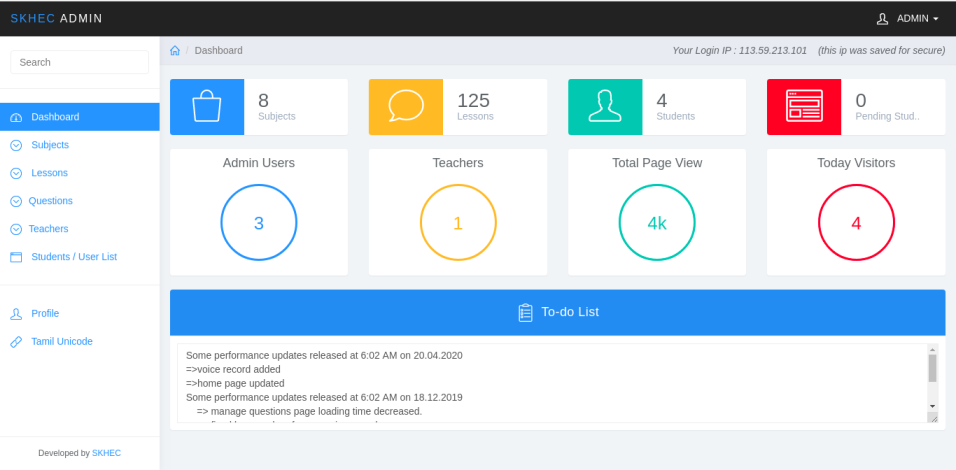 SKHEC ADMIN
ADMIN
Search
Dashboard
Subjects
Lessons
Questions
Teachers
Students / User List
Profile
Tamil Unicode
Developed by SKHEC
/ Dashboard
Your Login IP : 113.59.213.101 (this ip was saved for secure)
8
Subjects
125
Lessons
4
Students
0
Pending Stud..
Admin Users
3
Teachers
1
Total Page View
4k
Today Visitors
4
To-do List
Some performance updates released at 6:02 AM on 20.04.2020
=>voice record added
=>home page updated
Some performance updates released at 6:02 AM on 18.12.2019
=> manage questions page loading time decreased.